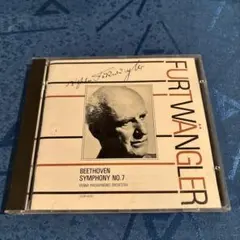 FURTWÄNGLER
BEETHOVEN
SYMPHONY NO.7
VIENNA PHILHARMONIC ORCHESTRA